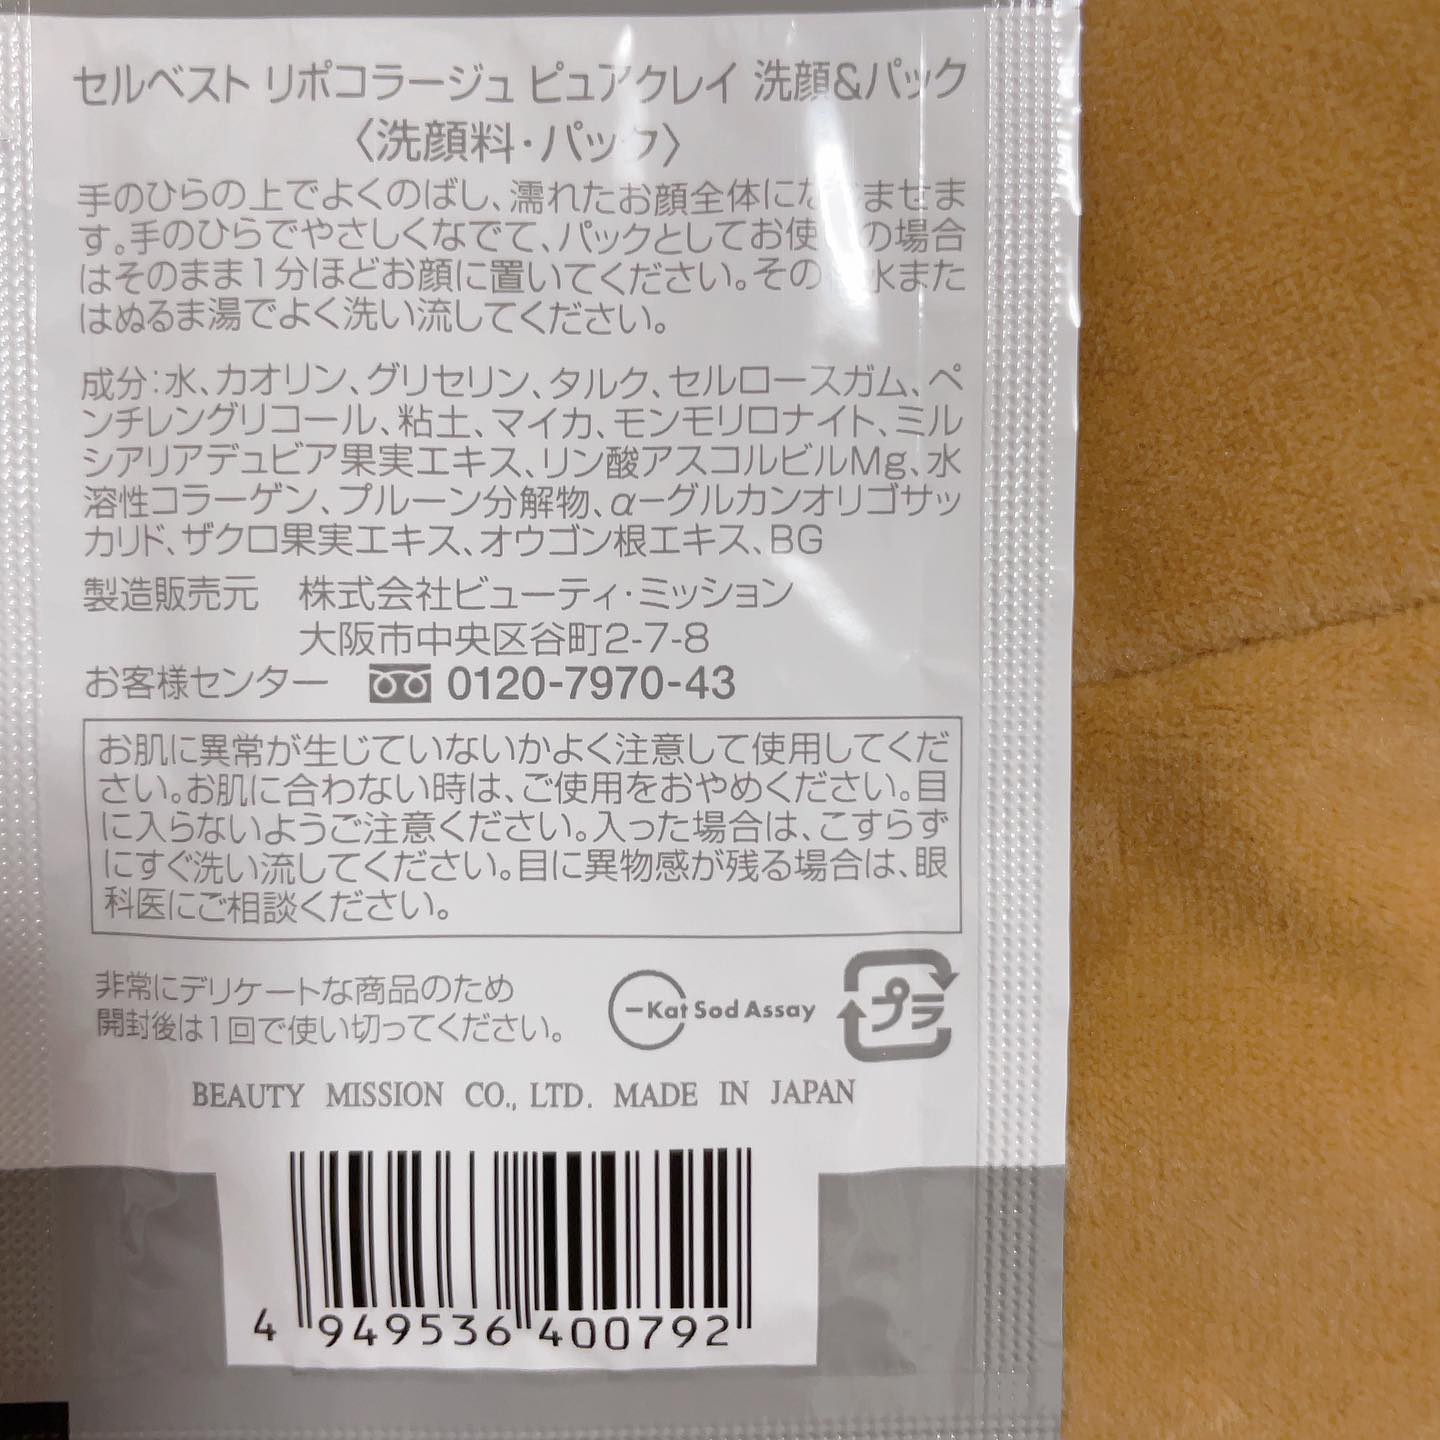 セルベスト リポコラージュ ピュアクレイ 洗顔&パック
〈洗顔料・パック〉
手のひらの上でよくのばし、濡れたお顔全体になじませま
す。手のひらでやさしくなでて、パックとしてお使いの場合
はそのまま1分ほどお顔に置いてください。その後、水また
はぬるま湯でよく洗い流してください。
成分:水、カオリン、グリセリン、タルク、セルロースガム、ペ
ンチレングリコール、粘土、マイカ、モンモリロナイト、ミル
シアリアデュビア果実エキス、リン酸アスコルビルMg、水
溶性コラーゲン、プルーン分解物、α-グルカンオリゴサッ
カリド、ザクロ果実エキス、オウゴン根エキス、BG
製造販売元 株式会社ビューティ・ミッション
大阪市中央区谷町2-7-8
お客様センター 0120-7970-43
お肌に異常が生じていないかよく注意して使用してくだ
さい。お肌に合わない時は、ご使用をおやめください。目
に入らないようご注意ください。入った場合は、こすらず
にすぐ洗い流してください。目に異物感が残る場合は、眼
科医にご相談ください。
非常にデリケートな商品のため
開封後は1回で使い切ってください。
Kat Sod Assay
プラ
BEAUTY MISSION CO., LTD. MADE IN JAPAN
4 949536 400792